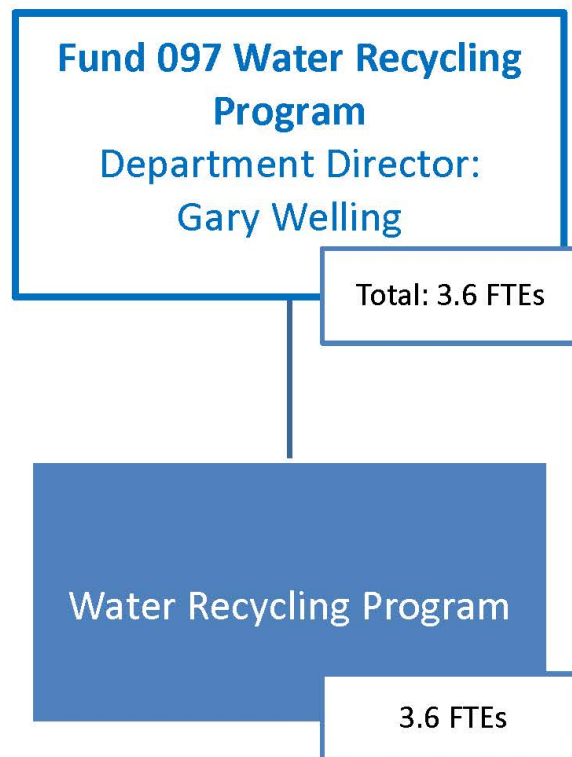 Fund 097 Water Recycling
Program
Department Director:
Gary Welling
Total: 3.6 FTEs
Water Recycling Program
3.6 FTEs